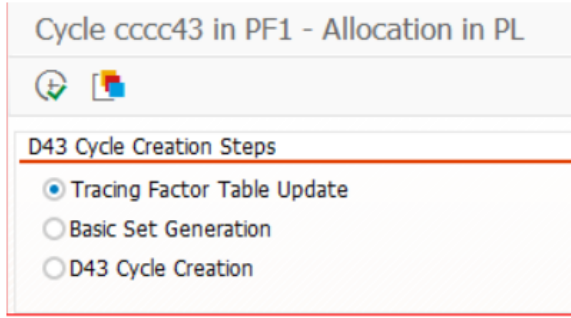 Cycle cccc43 in PF1 - Allocation in PL
D43 Cycle Creation Steps
Tracing Factor Table Update
Basic Set Generation
D43 Cycle Creation